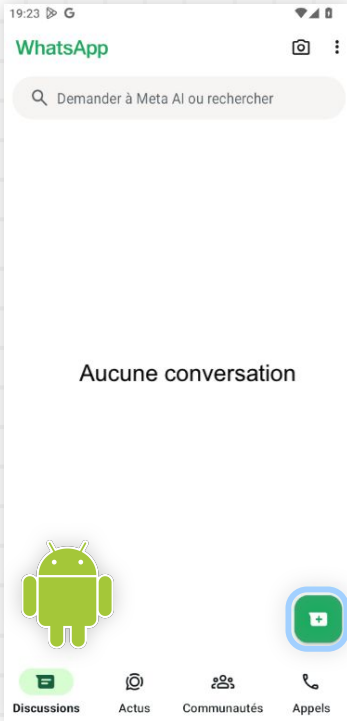 19:23 G
WhatsApp
Demander à Meta AI ou rechercher
Aucune conversation
Discussions
Actus
Communautés
Appels